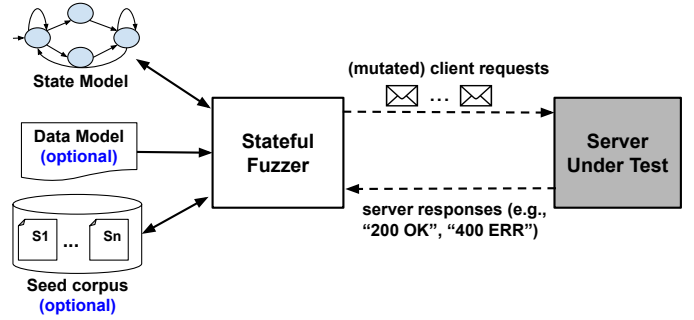 State Model
Data Model
(optional)
S1
...
Sn
Seed corpus
(optional)
Stateful
Fuzzer
(mutated) client requests
...
server responses (e.g.,
“200 OK”, “400 ERR”)
Server
Under Test